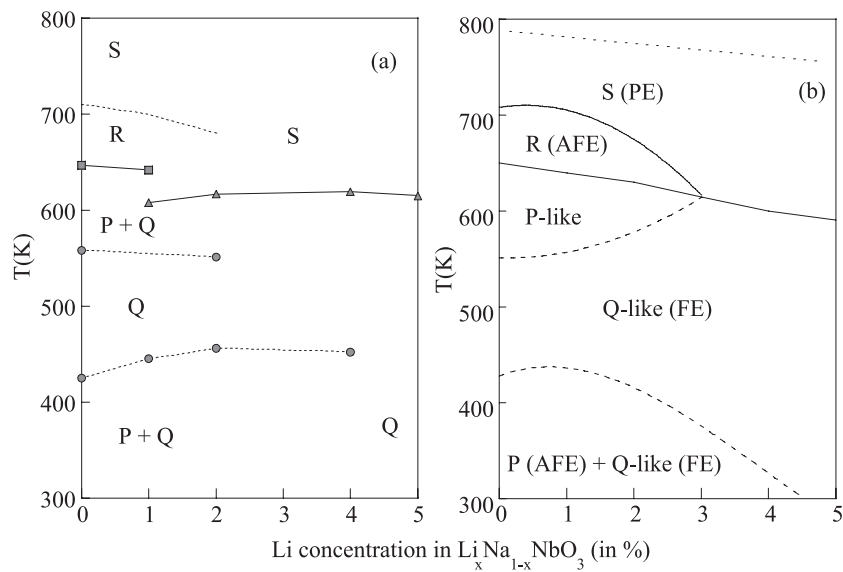 800
700
600
500
400
300
T(K)
S
(a)
R
S
P + Q
Q
P + Q
Q
0
1
2
3
4
5
800
700
600
500
400
300
T(K)
S (PE)
(b)
R (AFE)
P-like
Q-like (FE)
P (AFE) + Q-like (FE)
0
1
2
3
4
5
Li concentration in LiₓNa₁₋ₓNbO₃ (in %)